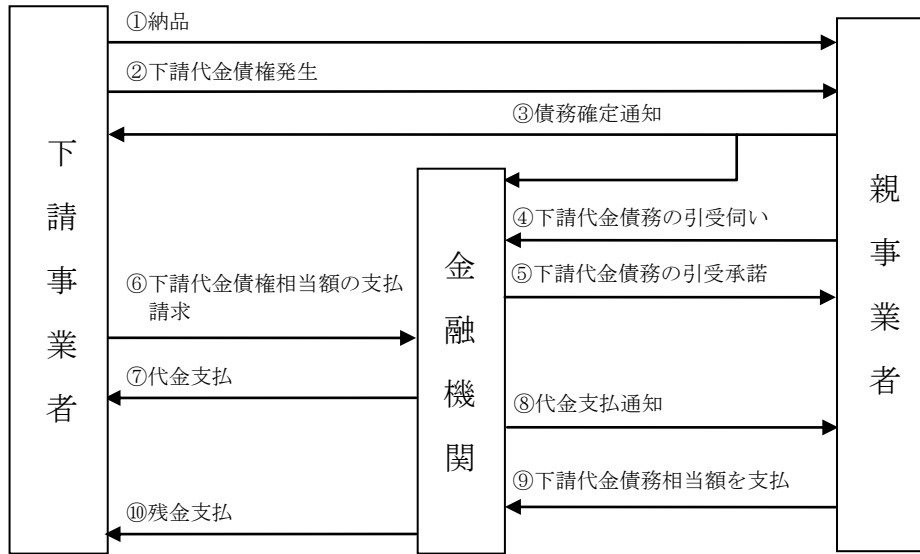 ①納品
②下請代金債権発生
③債務確定通知
下請事業者
金融機関
親事業者
④下請代金債務の引受伺い
⑤下請代金債務の引受承諾
⑥下請代金債権相当額の支払
請求
⑦代金支払
⑧代金支払通知
⑨下請代金債務相当額を支払
⑩残金支払